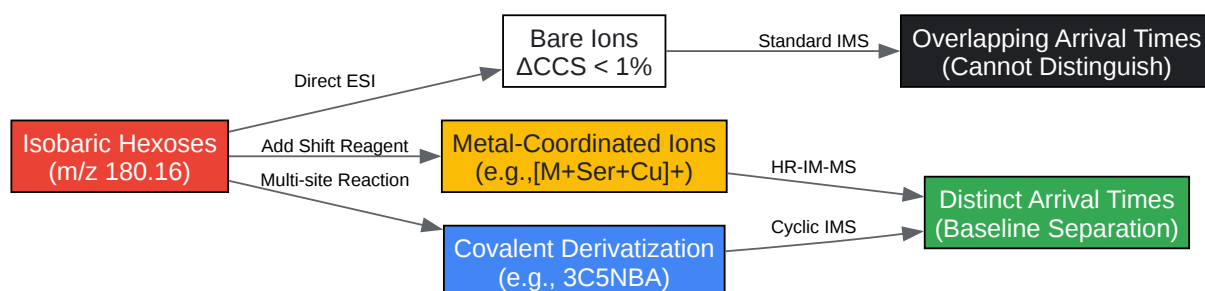 Bare Ions
ΔCCS < 1%
Standard IMS
Overlapping Arrival Times
(Cannot Distinguish)
Direct ESI
Isobaric Hexoses
(m/z 180.16)
Add Shift Reagent
Metal-Coordinated Ions
(e.g.,[M+Ser+Cu]+)
HR-IM-MS
Multi-site Reaction
Distinct Arrival Times
(Baseline Separation)
Covalent Derivatization
(e.g., 3C5NBA)
Cyclic IMS